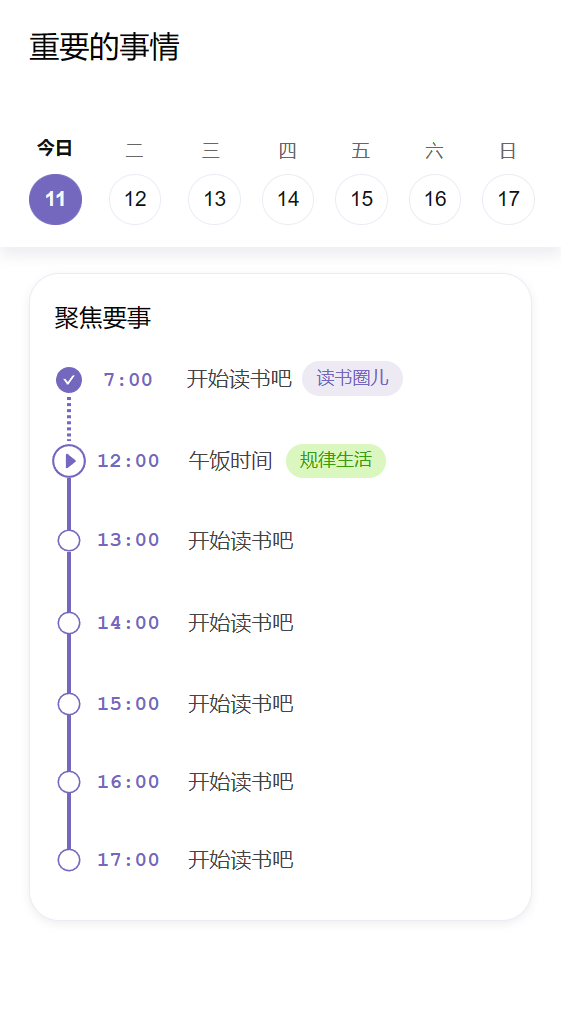 重要的事情
今日 二 三 四 五 六 日
11 12 13 14 15 16 17
聚焦要事
7:00 开始读书吧 读书圈儿
12:00 午饭时间 规律生活
13:00 开始读书吧
14:00 开始读书吧
15:00 开始读书吧
16:00 开始读书吧
17:00 开始读书吧